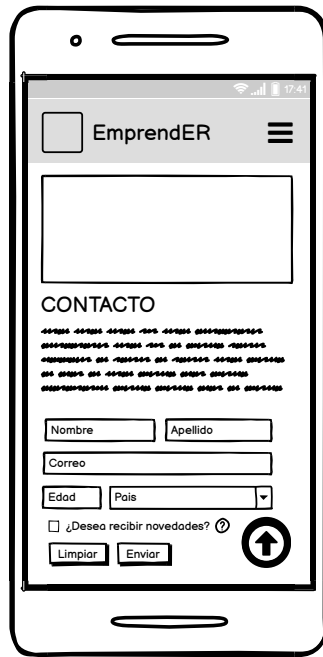 17:41
EmprendER
CONTACTO
Nombre Apellido
Correo
Edad Pais
¿Desea recibir novedades? ?
Limpiar Enviar